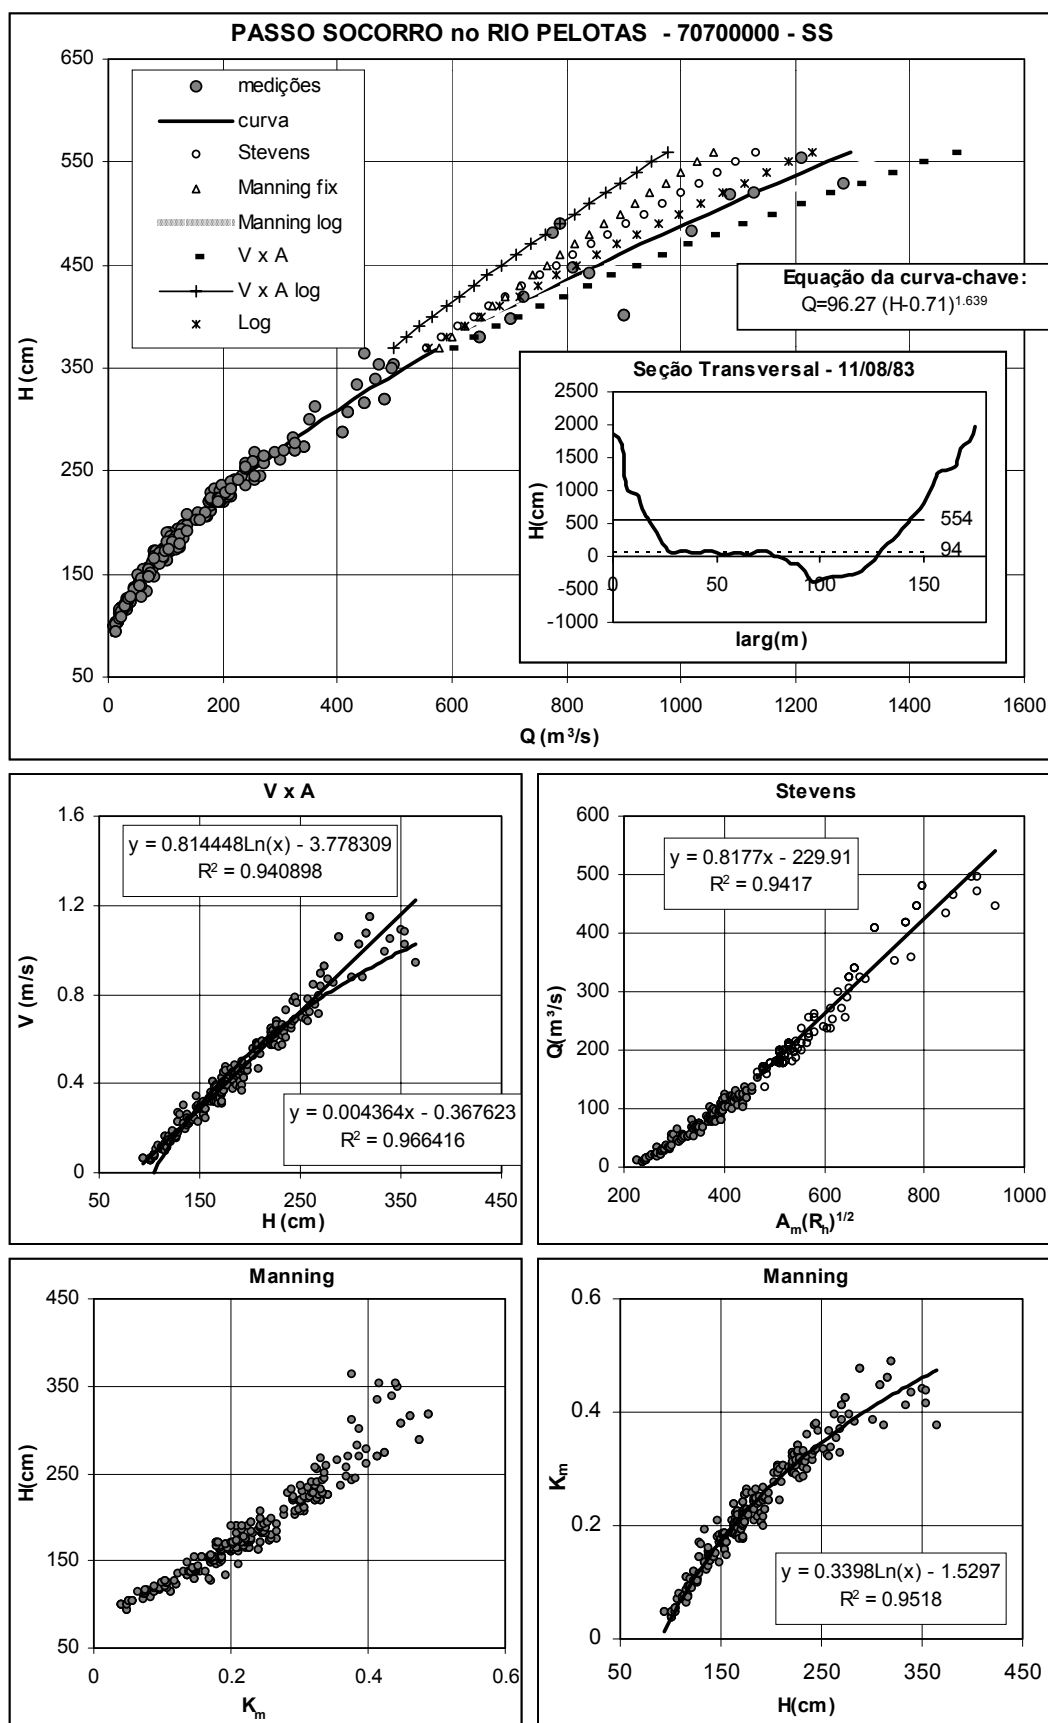 PASSO SOCORRO no RIO PELOTAS - 70700000 - SS
650
550
450
350
250
150
50
H (cm)
medições
curva
Stevens
Manning fix
Manning log
V x A
V x A log
Log
Equação da curva-chave:
Q=96.27 (H-0.71)^1.639
Seção Transversal - 11/08/83
2500
2000
1500
1000
500
0
-500
-1000
H(cm)
554
94
0 50 100 150
larg(m)
0 200 400 600 800 1000 1200 1400 1600
Q (m³/s)
V x A
1.6
1.2
0.8
0.4
0
V (m/s)
y = 0.814448Ln(x) - 3.778309
R² = 0.940898
y = 0.004364x - 0.367623
R² = 0.966416
50 150 250 350 450
H (cm)
Stevens
600
500
400
300
200
100
0
Q(m³/s)
y = 0.8177x - 229.91
R² = 0.9417
200 400 600 800 1000
Am(Rh)^1/2
Manning
450
350
250
150
50
H(cm)
0 0.2 0.4 0.6
Km
Manning
0.6
0.4
0.2
0
Km
y = 0.3398Ln(x) - 1.5297
R² = 0.9518
50 150 250 350 450
H(cm)